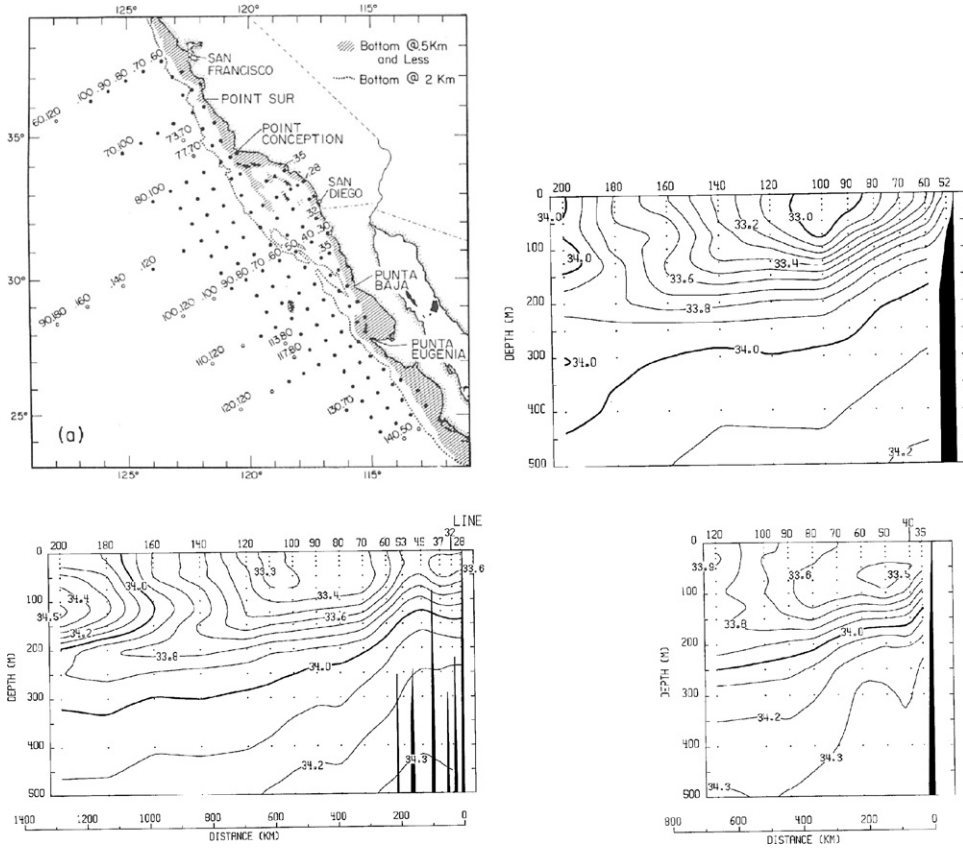 125° 120° 115°
SAN
FRANCISCO
Bottom @.5Km
and Less
Bottom @ 2 Km
POINT SUR
POINT
CONCEPTION
SAN
DIEGO
PUNTA
BAJA
PUNTA
EUGENIA
60.120 .100 .90 .80 .70 .60
35°
70.100
73.70
77.70
35
28
80.100
30°
90.180 .160 .140 .120
100.120 .100 .90 .80 .70 .60 .50 .40 .30
35
113.80
117.80
110.120
120.120
130.70
140.50
25°
(a)
125° 120° 115°
200 180 160 140 120 100 90 80 70 60 52
0
100
200
300
400
500
DEPTH (M)
34.0 33.2 33.0
34.0 33.4
33.6
33.8
34.0
34.0
34.2
LINE
32
200 180 160 140 120 100 90 80 70 60 53 45 37 28
0
100
200
300
400
500
DEPTH (M)
34.0 33.3 33.6
34.4 33.4
34.5 33.6
34.2
33.8
34.0
34.2 34.3
1400 1200 1000 800 600 400 200 0
DISTANCE (KM)
40
120 100 90 80 70 60 50 35
0
100
200
300
400
500
DEPTH (M)
33.9 33.6 33.5
33.8 34.0
34.2
34.3
34.3
800 600 400 200 0
DISTANCE (KM)